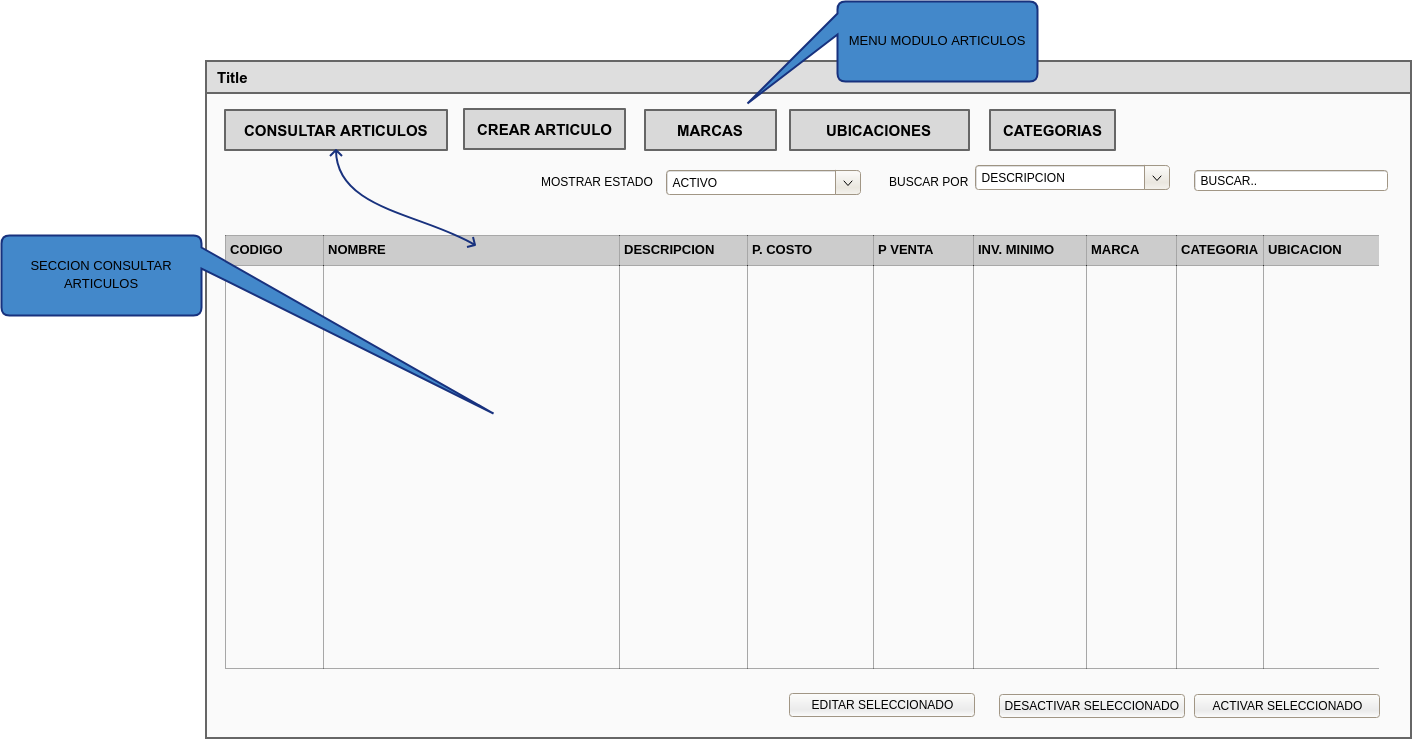 MENU MODULO ARTICULOS
Title
CONSULTAR ARTICULOS
CREAR ARTICULO
MARCAS
UBICACIONES
CATEGORIAS
MOSTRAR ESTADO
ACTIVO
BUSCAR POR
DESCRIPCION
BUSCAR..
SECCION CONSULTAR
ARTICULOS
CODIGO
NOMBRE
DESCRIPCION
P. COSTO
P VENTA
INV. MINIMO
MARCA
CATEGORIA
UBICACION
EDITAR SELECCIONADO
DESACTIVAR SELECCIONADO
ACTIVAR SELECCIONADO